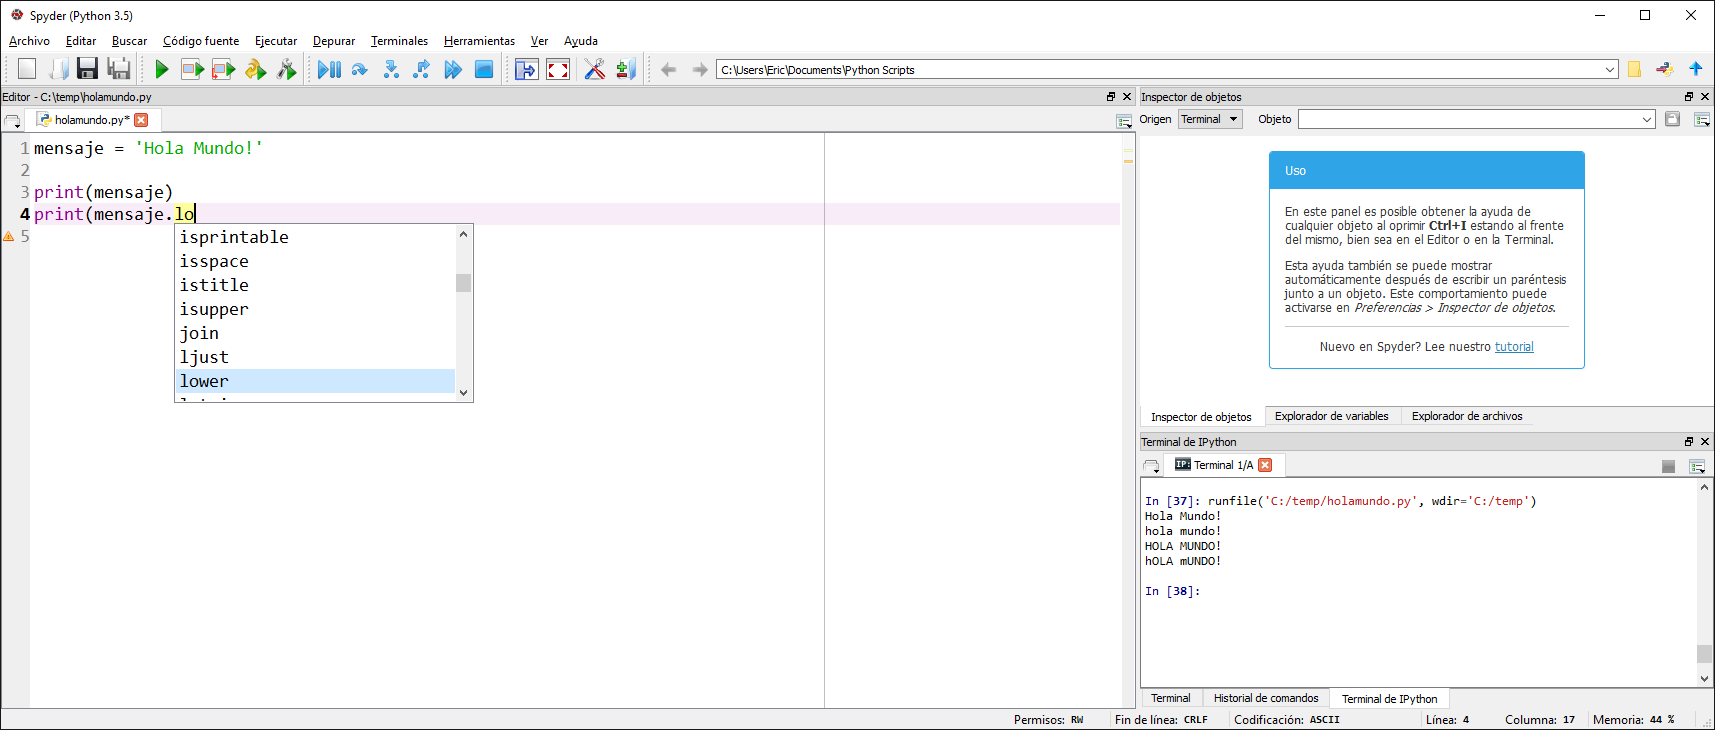 Spyder (Python 3.5)
Archivo Editar Buscar Código fuente Ejecutar Depurar Terminales Herramientas Ver Ayuda
C:\Users\Eric\Documents\Python Scripts
Editor - C:\temp\holamundo.py
holamundo.py*
1 mensaje = 'Hola Mundo!'
2
3 print(mensaje)
4 print(mensaje.lo
5
isprintable
isspace
istitle
isupper
join
ljust
lower
Inspector de objetos
Origen Terminal Objeto
Uso
En este panel es posible obtener la ayuda de
cualquier objeto al oprimir Ctrl+I estando al frente
del mismo, bien sea en el Editor o en la Terminal.
Esta ayuda también se puede mostrar
automáticamente después de escribir un paréntesis
junto a un objeto. Este comportamiento puede
activarse en Preferencias > Inspector de objetos.
Nuevo en Spyder? Lee nuestro tutorial
Inspector de objetos Explorador de variables Explorador de archivos
Terminal de IPython
IP: Terminal 1/A
In [37]: runfile('C:/temp/holamundo.py', wdir='C:/temp')
Hola Mundo!
hola mundo!
HOLA MUNDO!
hOLA mUNDO!
In [38]:
Terminal Historial de comandos Terminal de IPython
Permisos: RW Fin de línea: CRLF Codificación: ASCII Línea: 4 Columna: 17 Memoria: 44 %